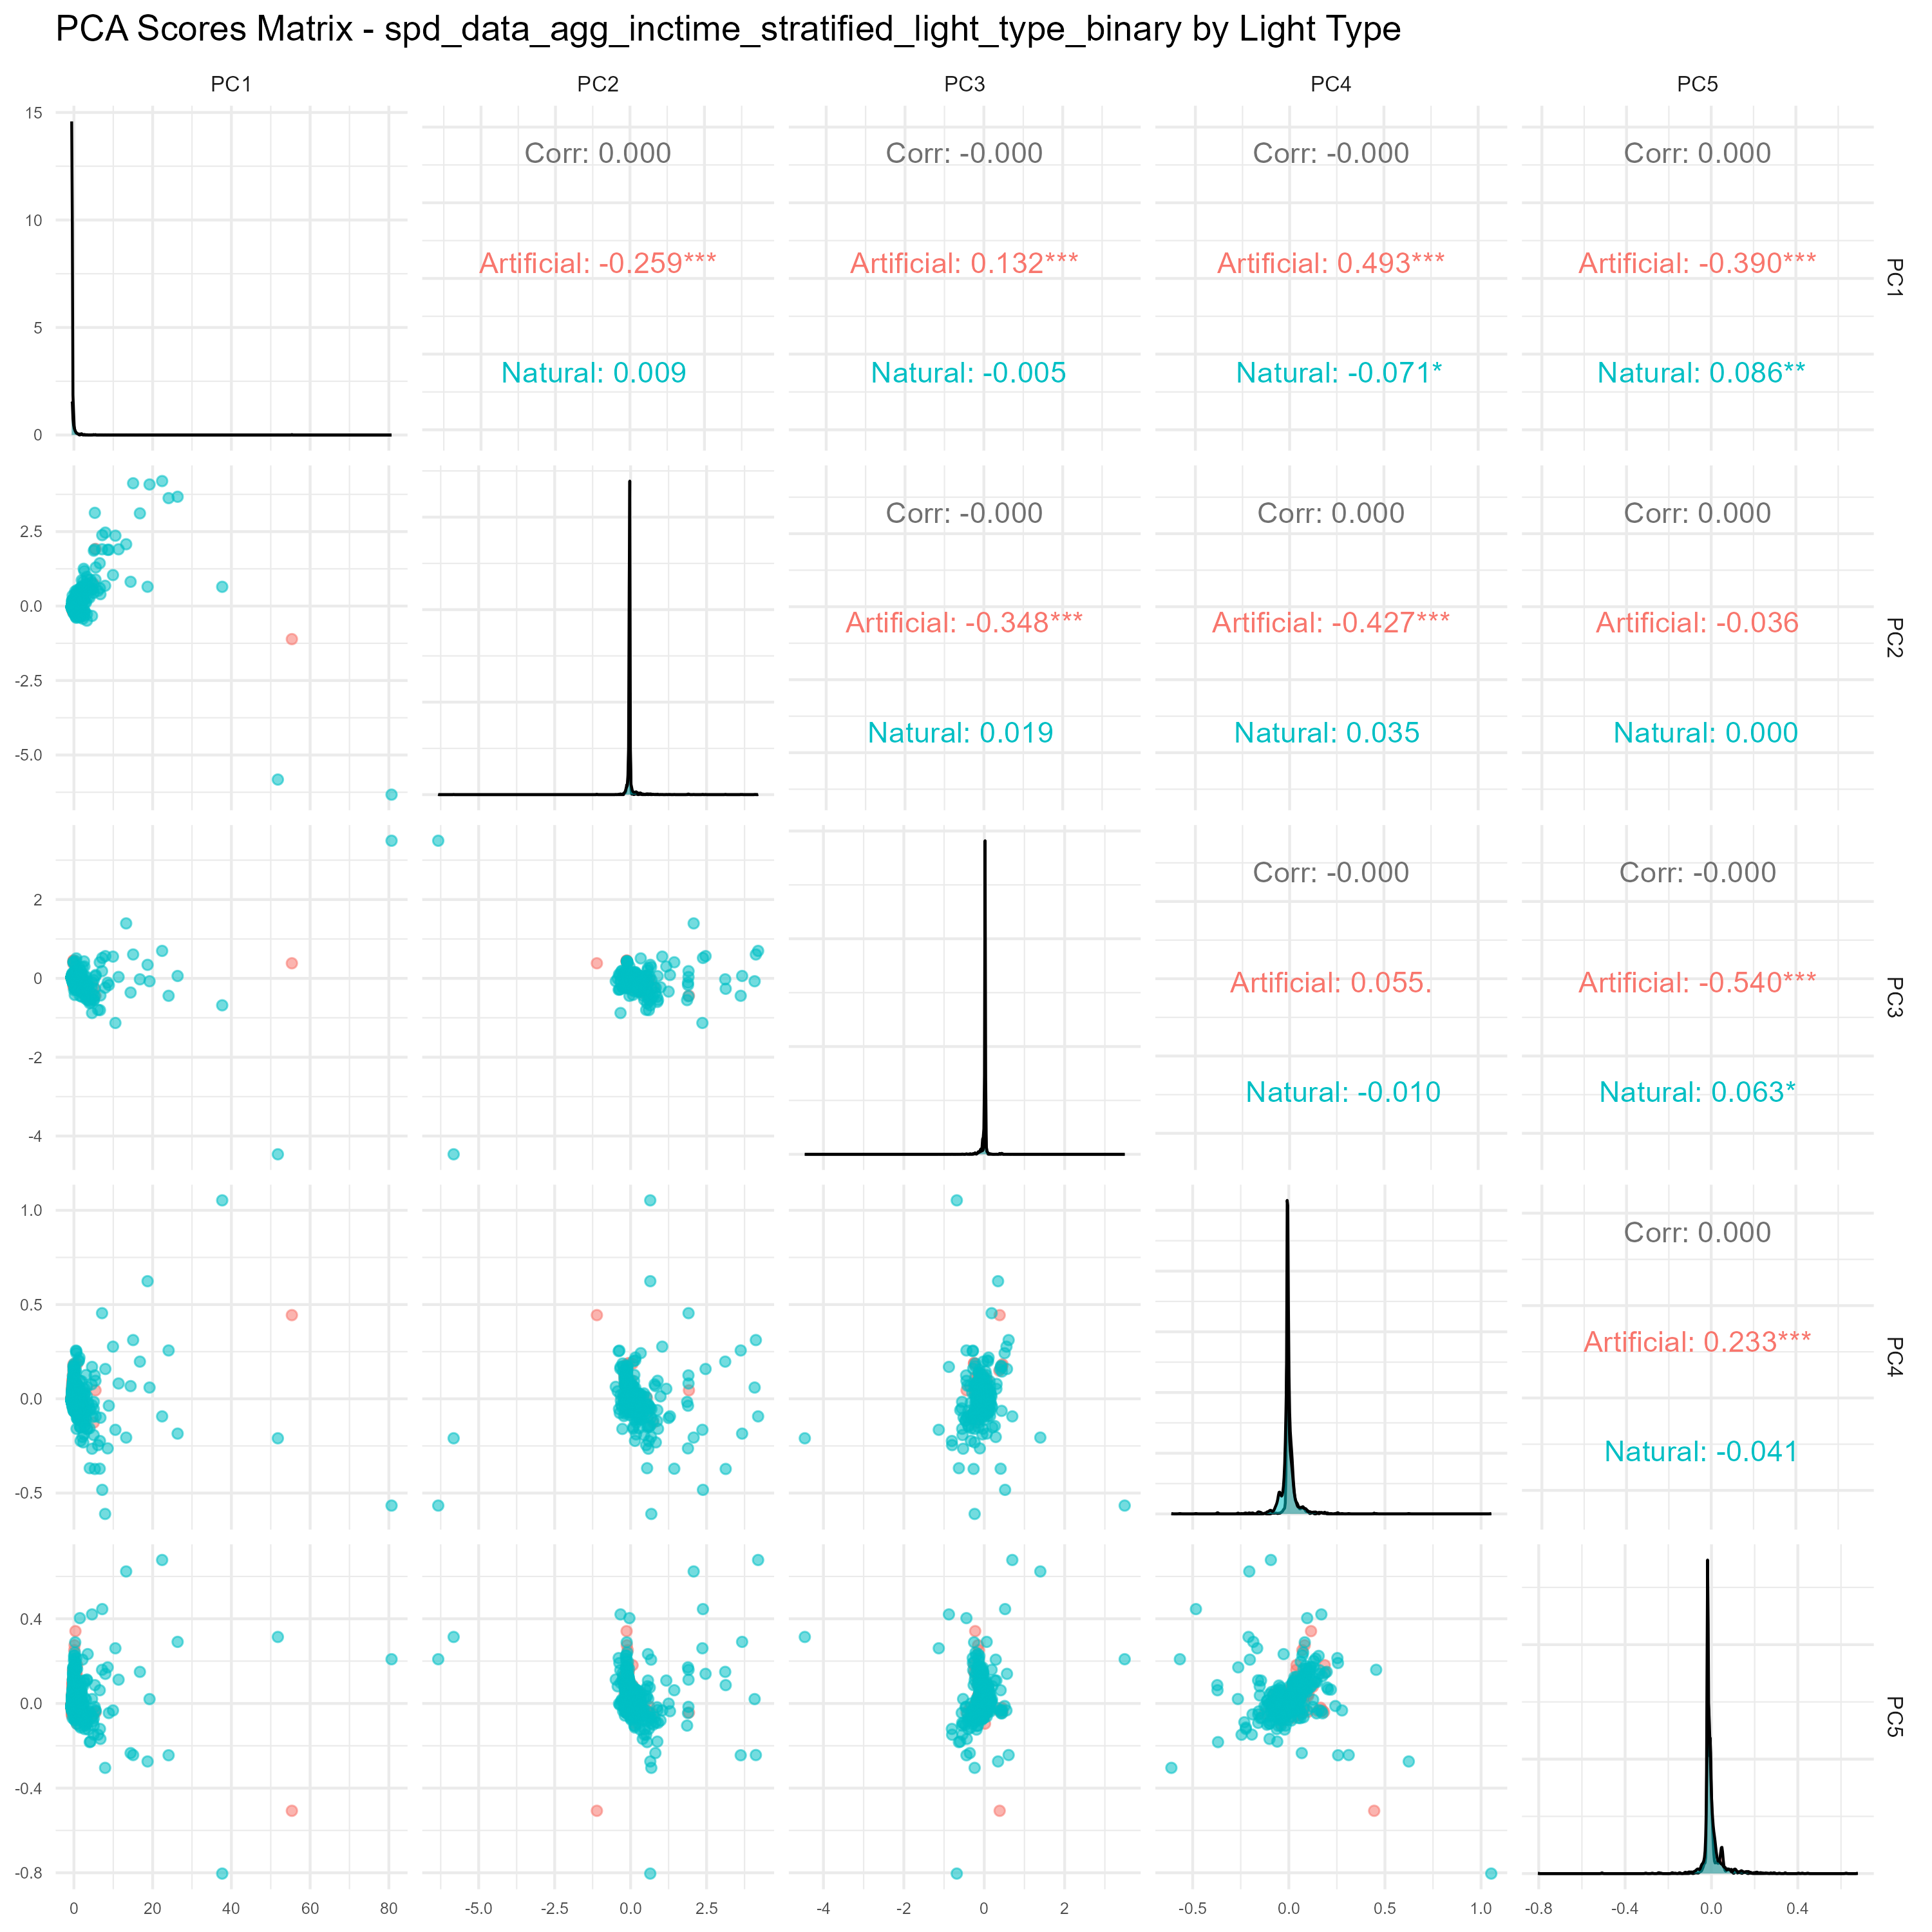 PCA Scores Matrix - spd_data_agg_inctime_stratified_light_type_binary by Light Type
PC1 PC2 PC3 PC4 PC5
15
10
5
0
Corr: 0.000 Corr: -0.000 Corr: -0.000 Corr: 0.000
Artificial: -0.259*** Artificial: 0.132*** Artificial: 0.493*** Artificial: -0.390***
Natural: 0.009 Natural: -0.005 Natural: -0.071* Natural: 0.086**
PC1
2.5
0.0
-2.5
-5.0
Corr: -0.000 Corr: 0.000 Corr: 0.000
Artificial: -0.348*** Artificial: -0.427*** Artificial: -0.036
Natural: 0.019 Natural: 0.035 Natural: 0.000
PC2
2
0
-2
-4
Corr: -0.000 Corr: -0.000
Artificial: 0.055. Artificial: -0.540***
Natural: -0.010 Natural: 0.063*
PC3
1.0
0.5
0.0
-0.5
Corr: 0.000
Artificial: 0.233***
Natural: -0.041
PC4
0.4
0.0
-0.4
-0.8
PC5
0 20 40 60 80 -5.0 -2.5 0.0 2.5 -4 -2 0 2 -0.5 0.0 0.5 1.0 -0.8 -0.4 0.0 0.4